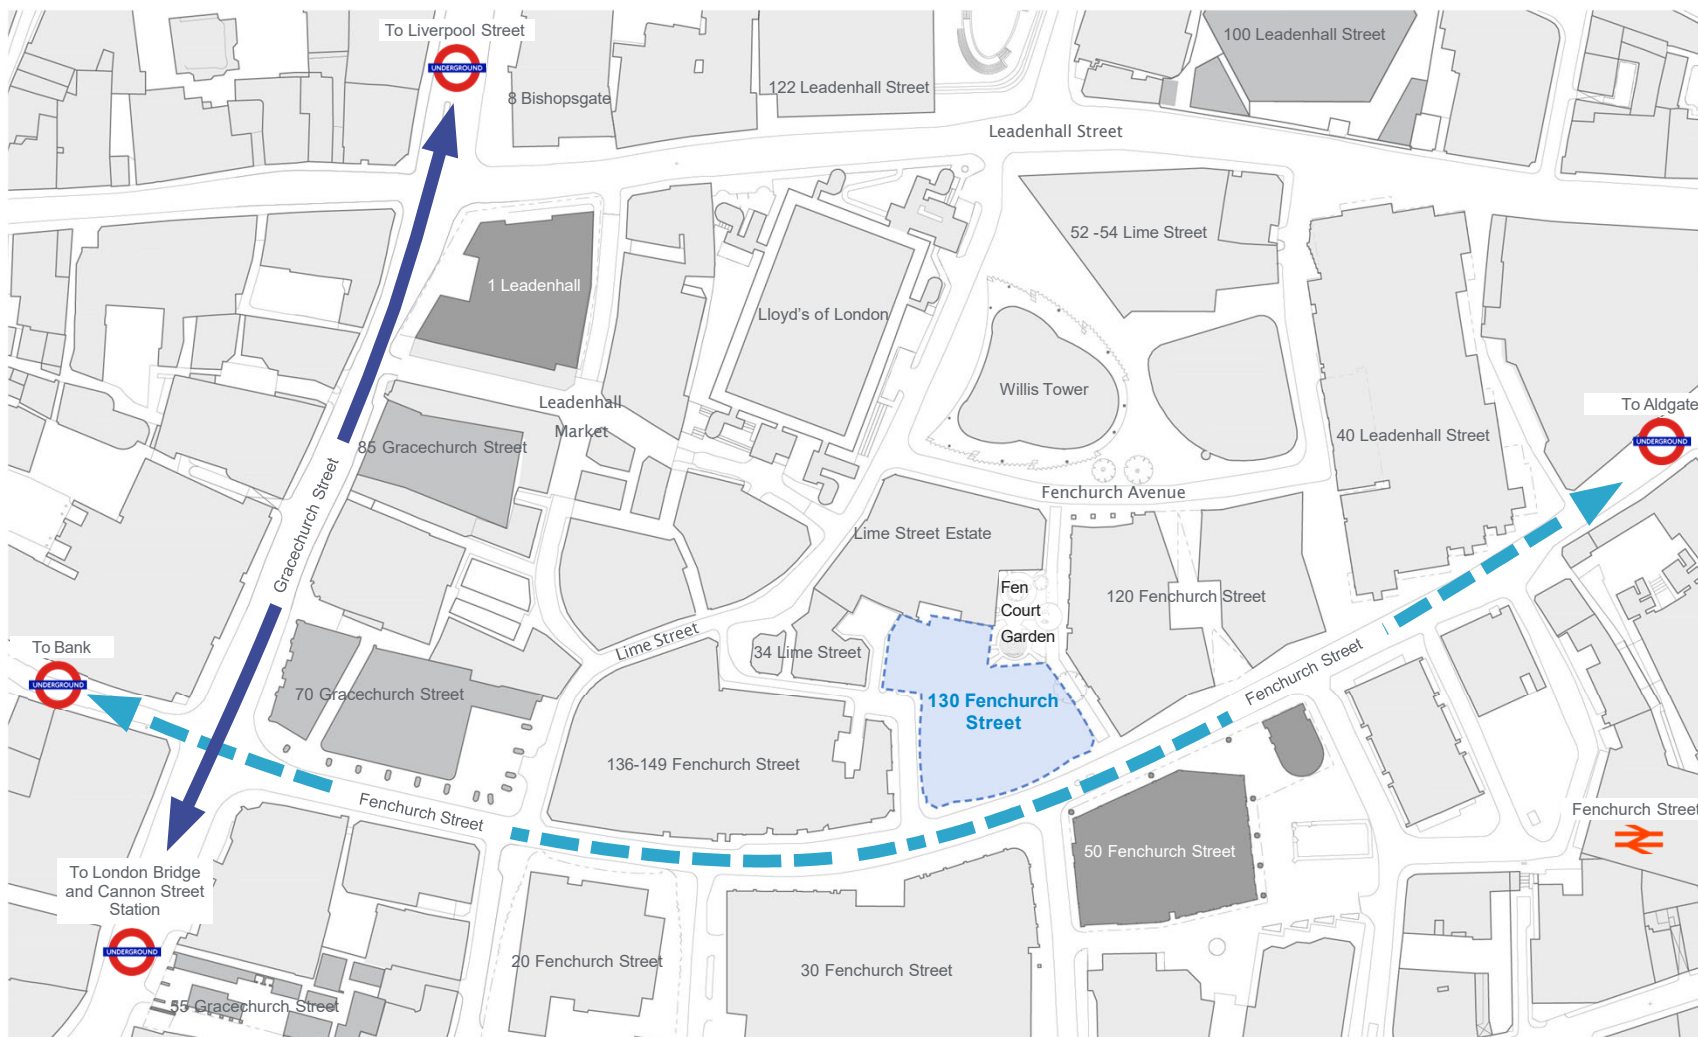 To Liverpool Street
UNDERGROUND
100 Leadenhall Street
8 Bishopsgate
122 Leadenhall Street
Leadenhall Street
52 -54 Lime Street
1 Leadenhall
Lloyd's of London
Willis Tower
Leadenhall
Market
To Aldgate
UNDERGROUND
85 Gracechurch Street
40 Leadenhall Street
Gracechurch Street
Fenchurch Avenue
Lime Street Estate
Fen
Court
Garden
120 Fenchurch Street
To Bank
UNDERGROUND
Lime Street
34 Lime Street
70 Gracechurch Street
Fenchurch Street
130 Fenchurch
Street
136-149 Fenchurch Street
Fenchurch Street
Fenchurch Street
50 Fenchurch Street
To London Bridge
and Cannon Street
Station
UNDERGROUND
20 Fenchurch Street
30 Fenchurch Street
55 Gracechurch Street